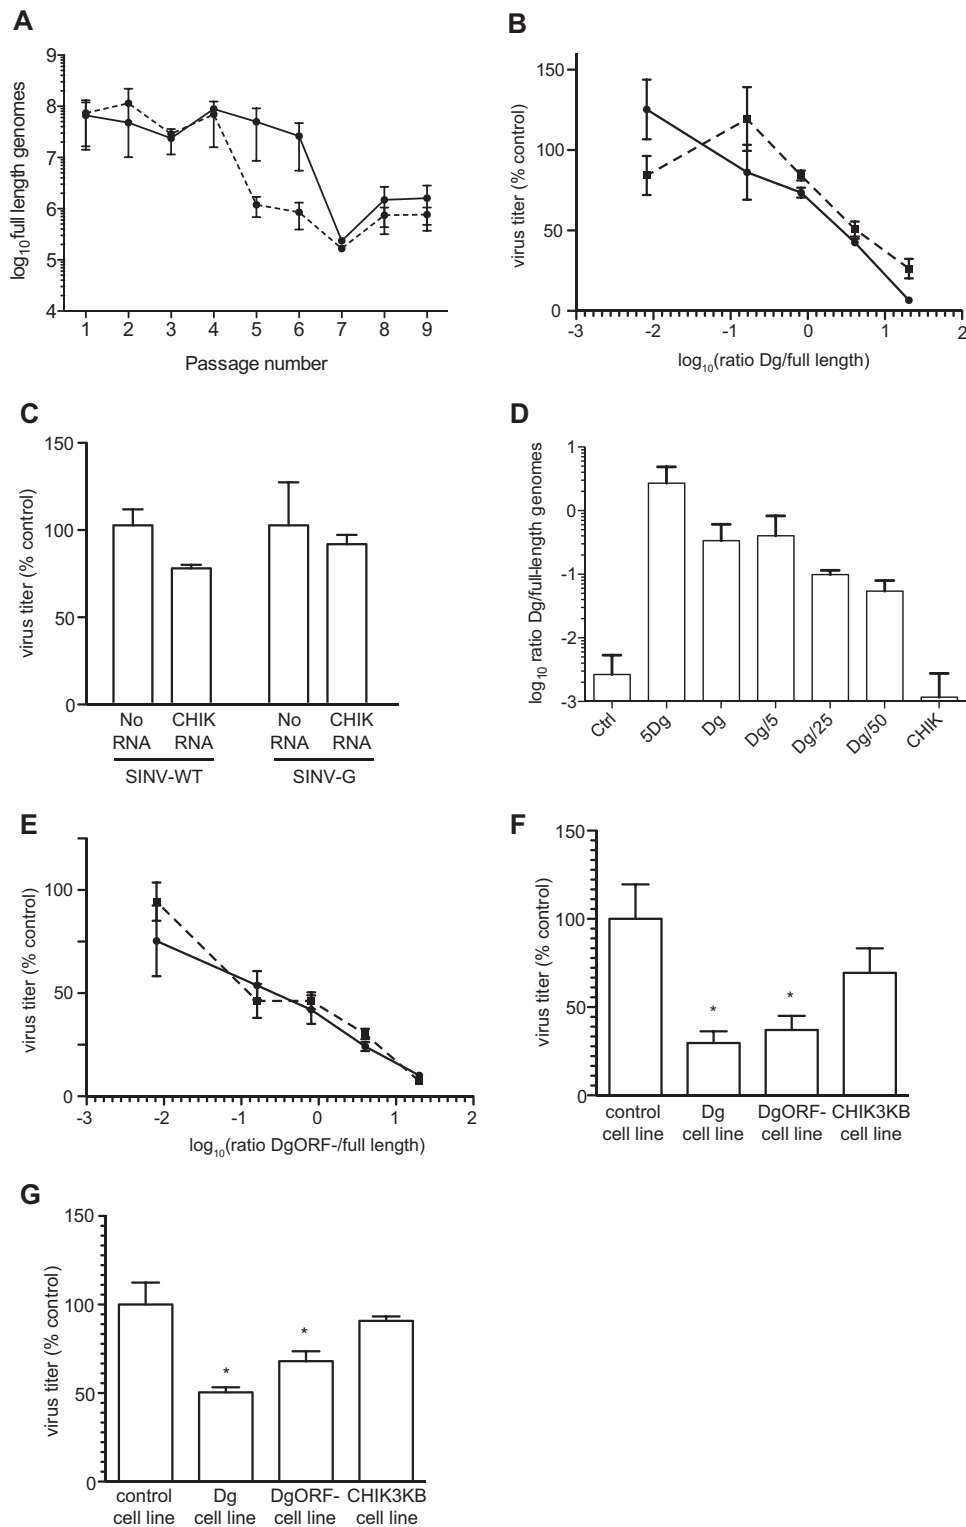 A
log10 full length genomes
9
8
7
6
5
4
1 2 3 4 5 6 7 8 9
Passage number
B
virus titer (% control)
150
100
50
0
-3 -2 -1 0 1 2
log10(ratio Dg/full length)
C
virus titer (% control)
150
100
50
0
No RNA
CHIK RNA
No RNA
CHIK RNA
SINV-WT
SINV-G
D
log10 ratio Dg/full-length genomes
1
0
-1
-2
-3
Ctrl
5Dg
Dg
Dg/5
Dg/25
Dg/50
CHIK
E
virus titer (% control)
100
50
0
-3 -2 -1 0 1 2
log10(ratio DgORF-/full length)
F
virus titer (% control)
150
100
50
0
* *
control cell line
Dg cell line
DgORF- cell line
CHIK3KB cell line
G
virus titer (% control)
150
100
50
0
* *
control cell line
Dg cell line
DgORF- cell line
CHIK3KB cell line